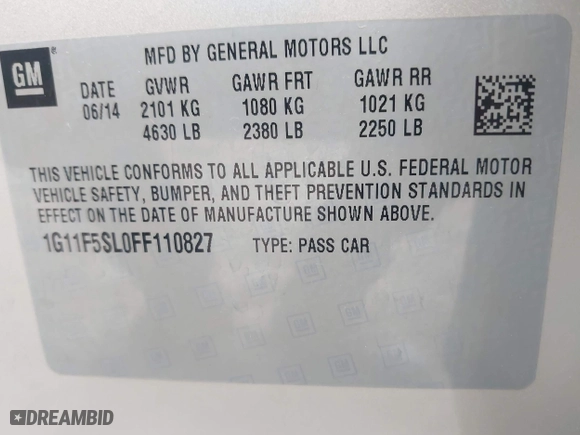 GM
®
MFD BY GENERAL MOTORS LLC
DATE GVWR GAWR FRT GAWR RR
06/14 2101 KG 1080 KG 1021 KG
4630 LB 2380 LB 2250 LB
THIS VEHICLE CONFORMS TO ALL APPLICABLE U.S. FEDERAL MOTOR
VEHICLE SAFETY, BUMPER, AND THEFT PREVENTION STANDARDS IN
EFFECT ON THE DATE OF MANUFACTURE SHOWN ABOVE.
1G11F5SL0FF110827 TYPE: PASS CAR
DREAMBID